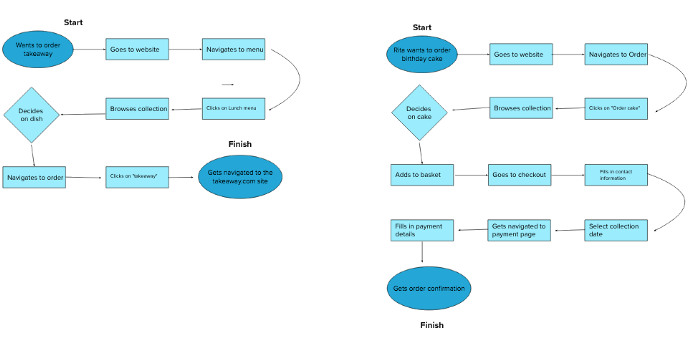 Start
Wants to order
takeaway
Goes to website
Navigates to menu
Decides
on dish
Browses collection
Clicks on Lunch menu
Finish
Navigates to order
Clicks on "takeaway"
Gets nevigated to the
takeaway.com site
Start
Rita wants to order
birthday cake
Goes to website
Navigates to Order
Decides
on cake
Browses collection
Clicks on "Order cake"
Adds to basket
Goes to checkout
Fills in contact
information
Fills in payment
details
Gets navigated to
payment page
Select collection
date
Gets order confirmation
Finish